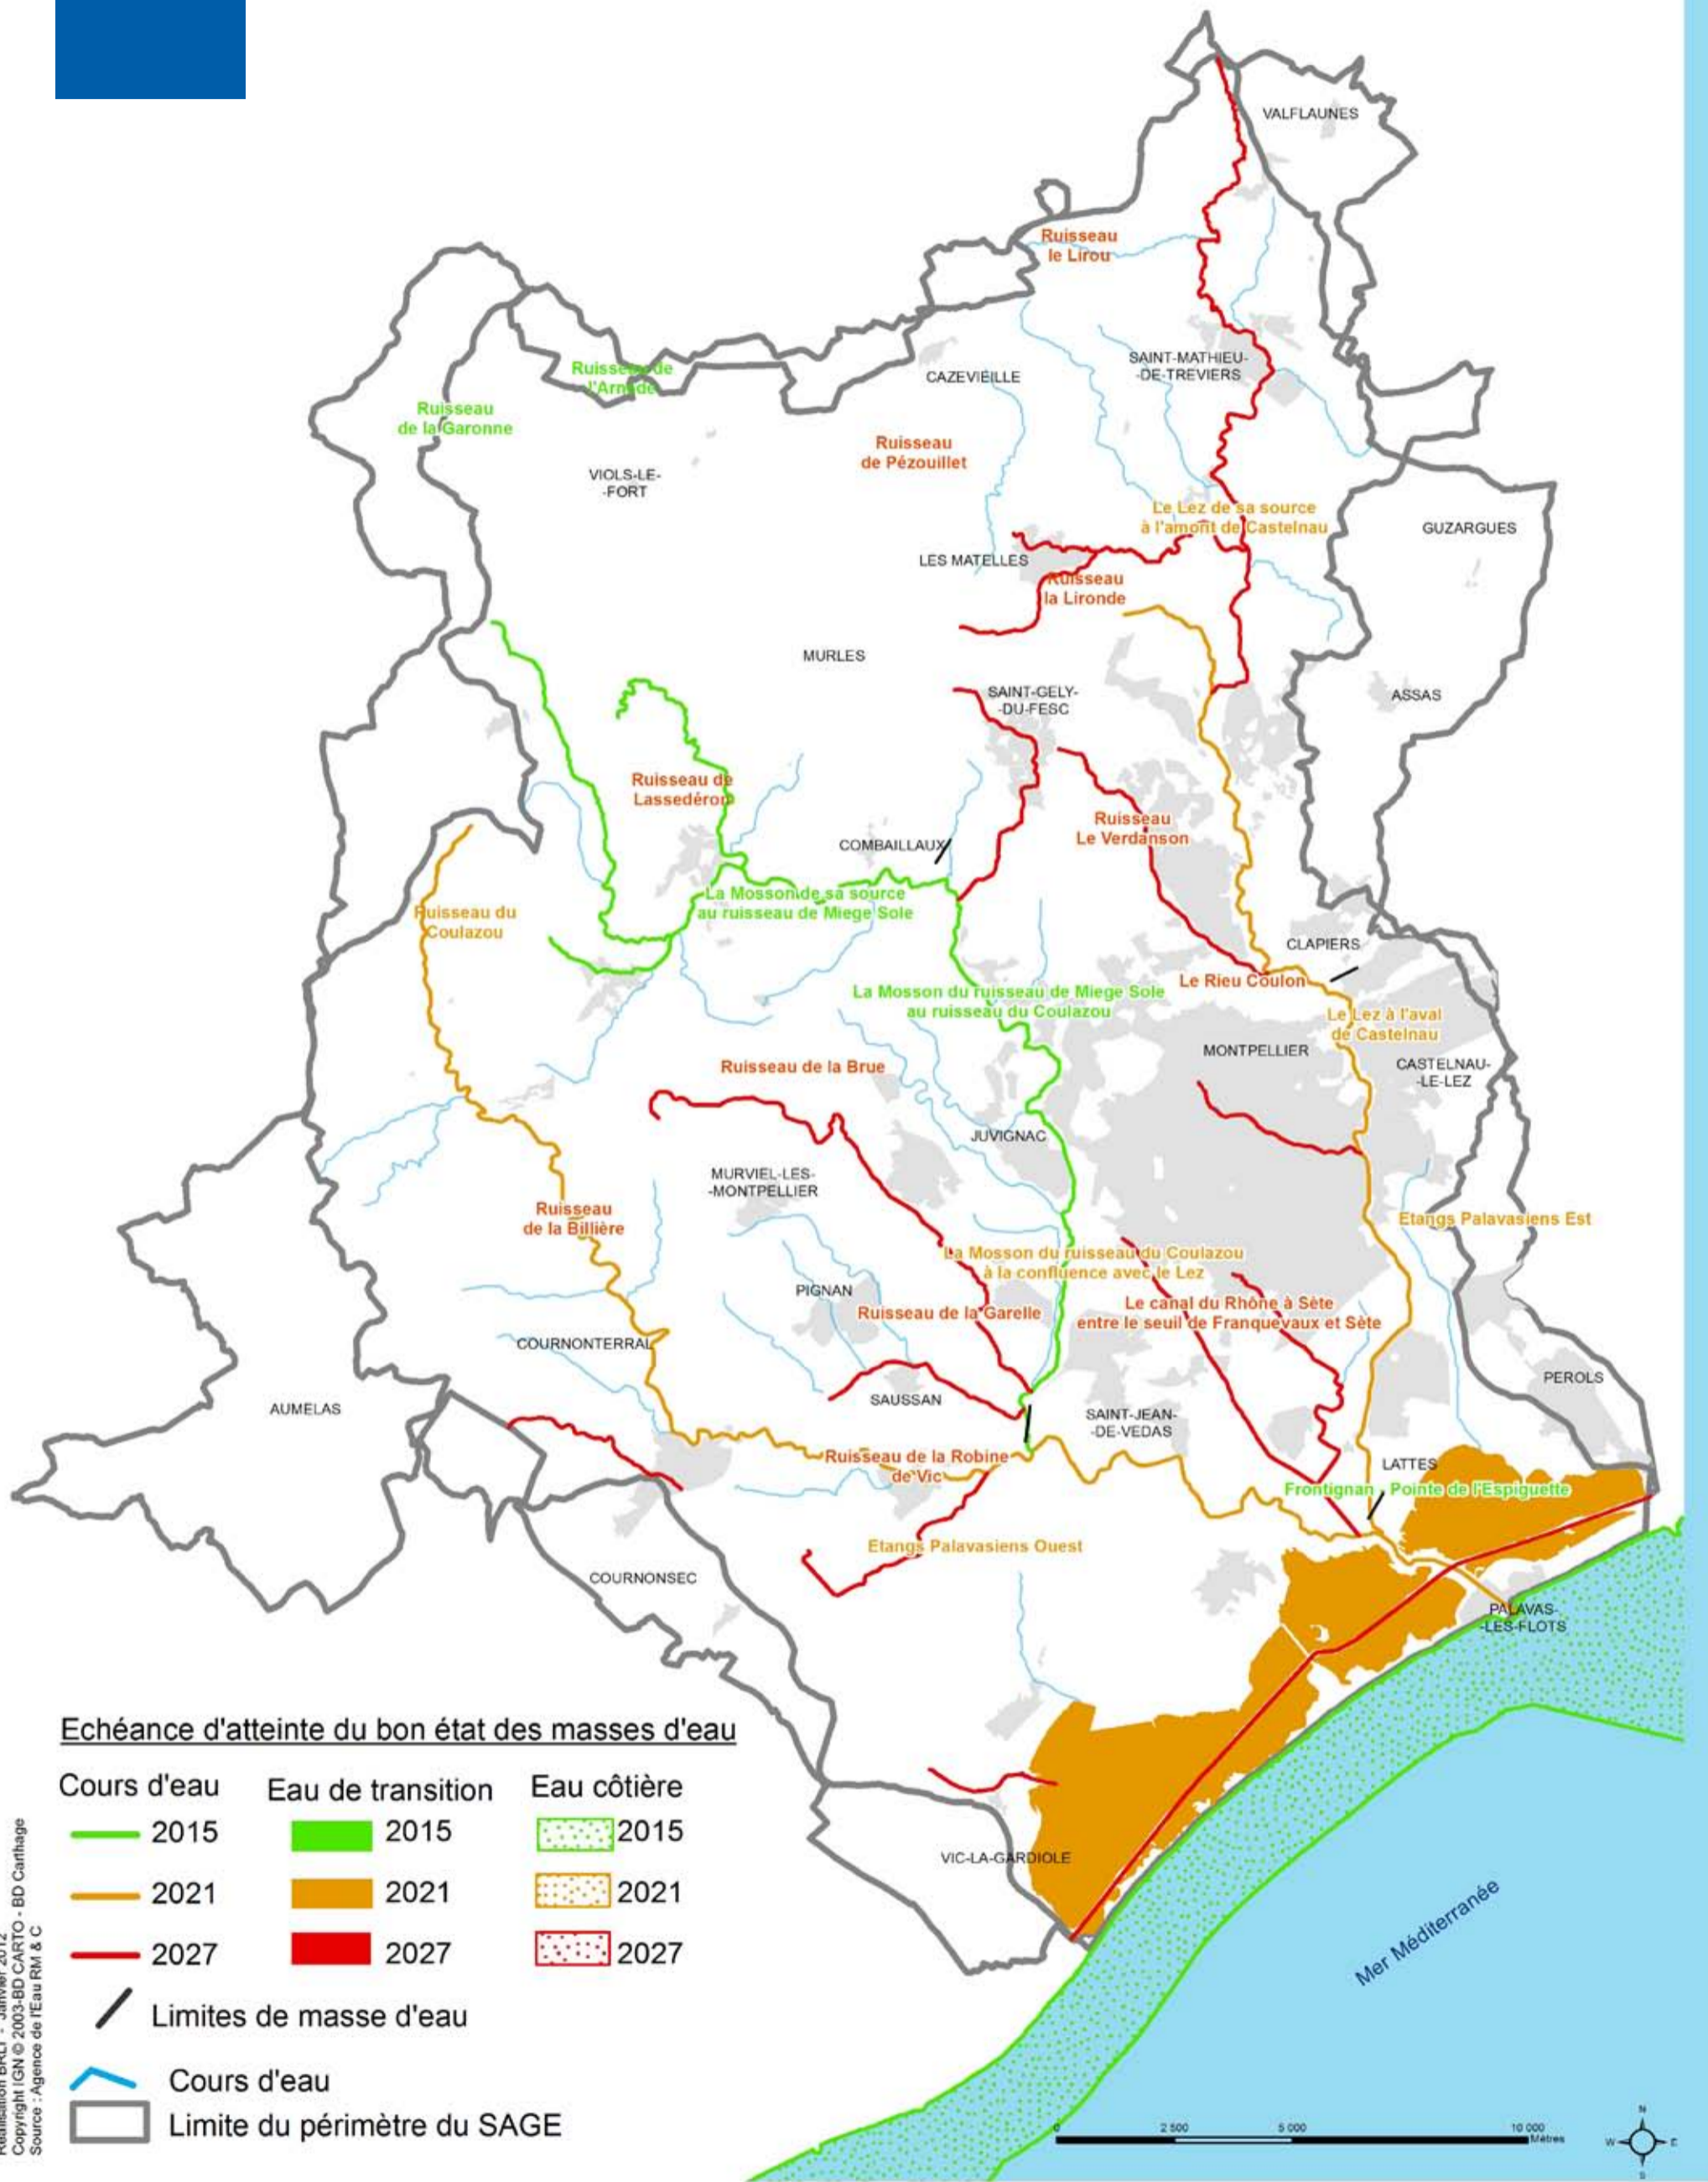 VALFLAUNES
Ruisseau
le Lirou
SAINT-MATHIEU-
-DE-TREVIERS
CAZEVIEILLE
Ruisseau de
l'Arnède
Ruisseau
de la Garonne
Ruisseau
de Pézouillet
VIOLS-LE-
-FORT
Le Lez de sa source
à l'amont de Castelnau
GUZARGUES
LES MATELLES
Ruisseau
la Lironde
MURLES
SAINT-GELY-
-DU-FESC
ASSAS
Ruisseau de
Lassedéron
Ruisseau
Le Verdanson
COMBAILLAUX
La Mosson de sa source
au ruisseau de Miege Sole
Ruisseau du
Coulazou
CLAPIERS
Le Rieu Coulon
La Mosson du ruisseau de Miege Sole
au ruisseau du Coulazou
Le Lez à l'aval
de Castelnau
MONTPELLIER
CASTELNAU-
-LE-LEZ
Ruisseau de la Brue
JUVIGNAC
MURVIEL-LES-
-MONTPELLIER
Ruisseau
de la Billière
Etangs Palavasiens Est
La Mosson du ruisseau du Coulazou
à la confluence avec le Lez
PIGNAN
Ruisseau de la Garelle
Le canal du Rhône à Sète
entre le seuil de Franquevaux et Sète
COURNONTERRAL
PEROLS
AUMELAS
SAUSSAN
SAINT-JEAN-
-DE-VEDAS
Ruisseau de la Robine
de Vic
LATTES
Frontignan - Pointe de l'Espiguette
Etangs Palavasiens Ouest
COURNONSEC
PALAVAS-
-LES-FLOTS
VIC-LA-GARDIOLE
Mer Méditerranée
Echéance d'atteinte du bon état des masses d'eau
Cours d'eau Eau de transition Eau côtière
2015 2015 2015
2021 2021 2021
2027 2027 2027
Limites de masse d'eau
Cours d'eau
Limite du périmètre du SAGE
Réalisation BRLi - Janvier 2012
Copyright IGN © 2003-BD CARTO - BD Carthage
Source : Agence de l'Eau RM & C
0 2 500 5 000 10 000
Mètres
N
W E
S